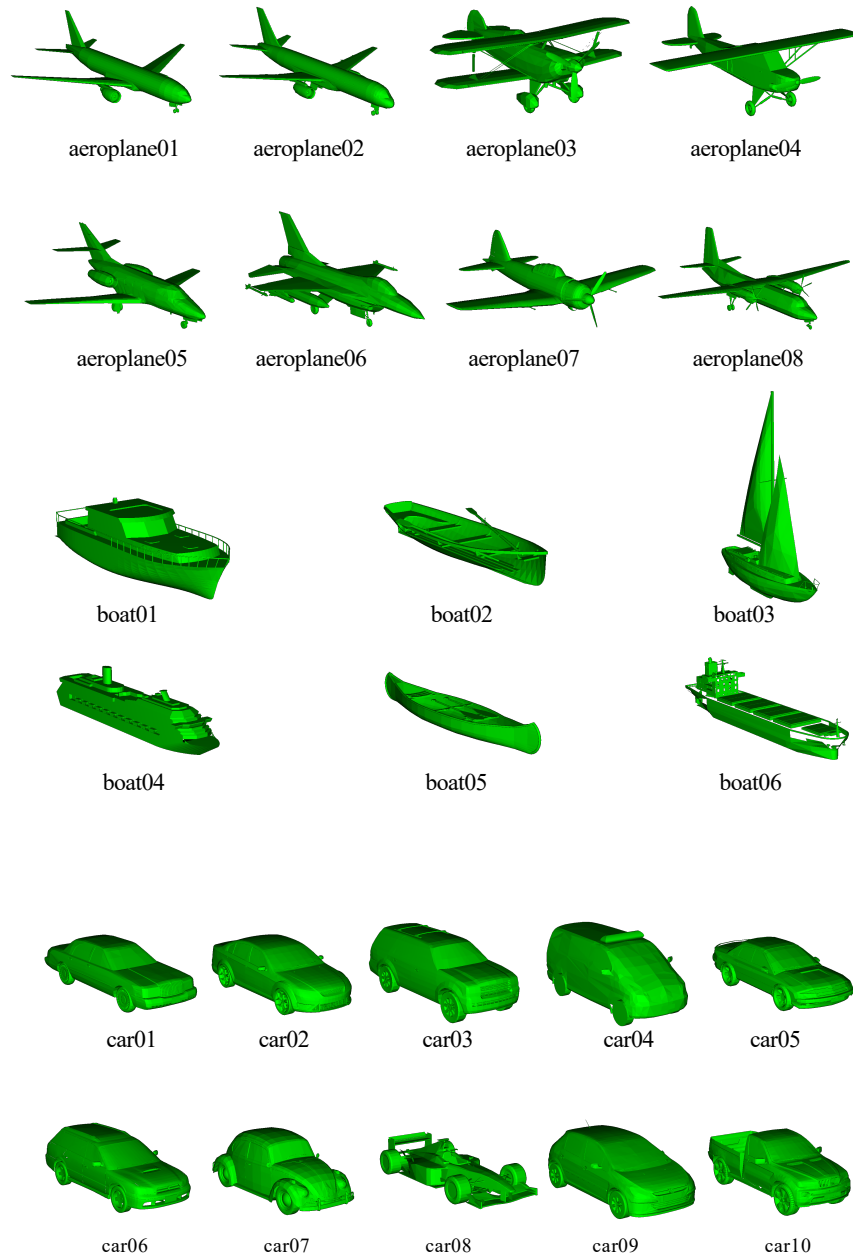 aeroplane01 aeroplane02 aeroplane03 aeroplane04
aeroplane05 aeroplane06 aeroplane07 aeroplane08
boat01 boat02 boat03
boat04 boat05 boat06
car01 car02 car03 car04 car05
car06 car07 car08 car09 car10